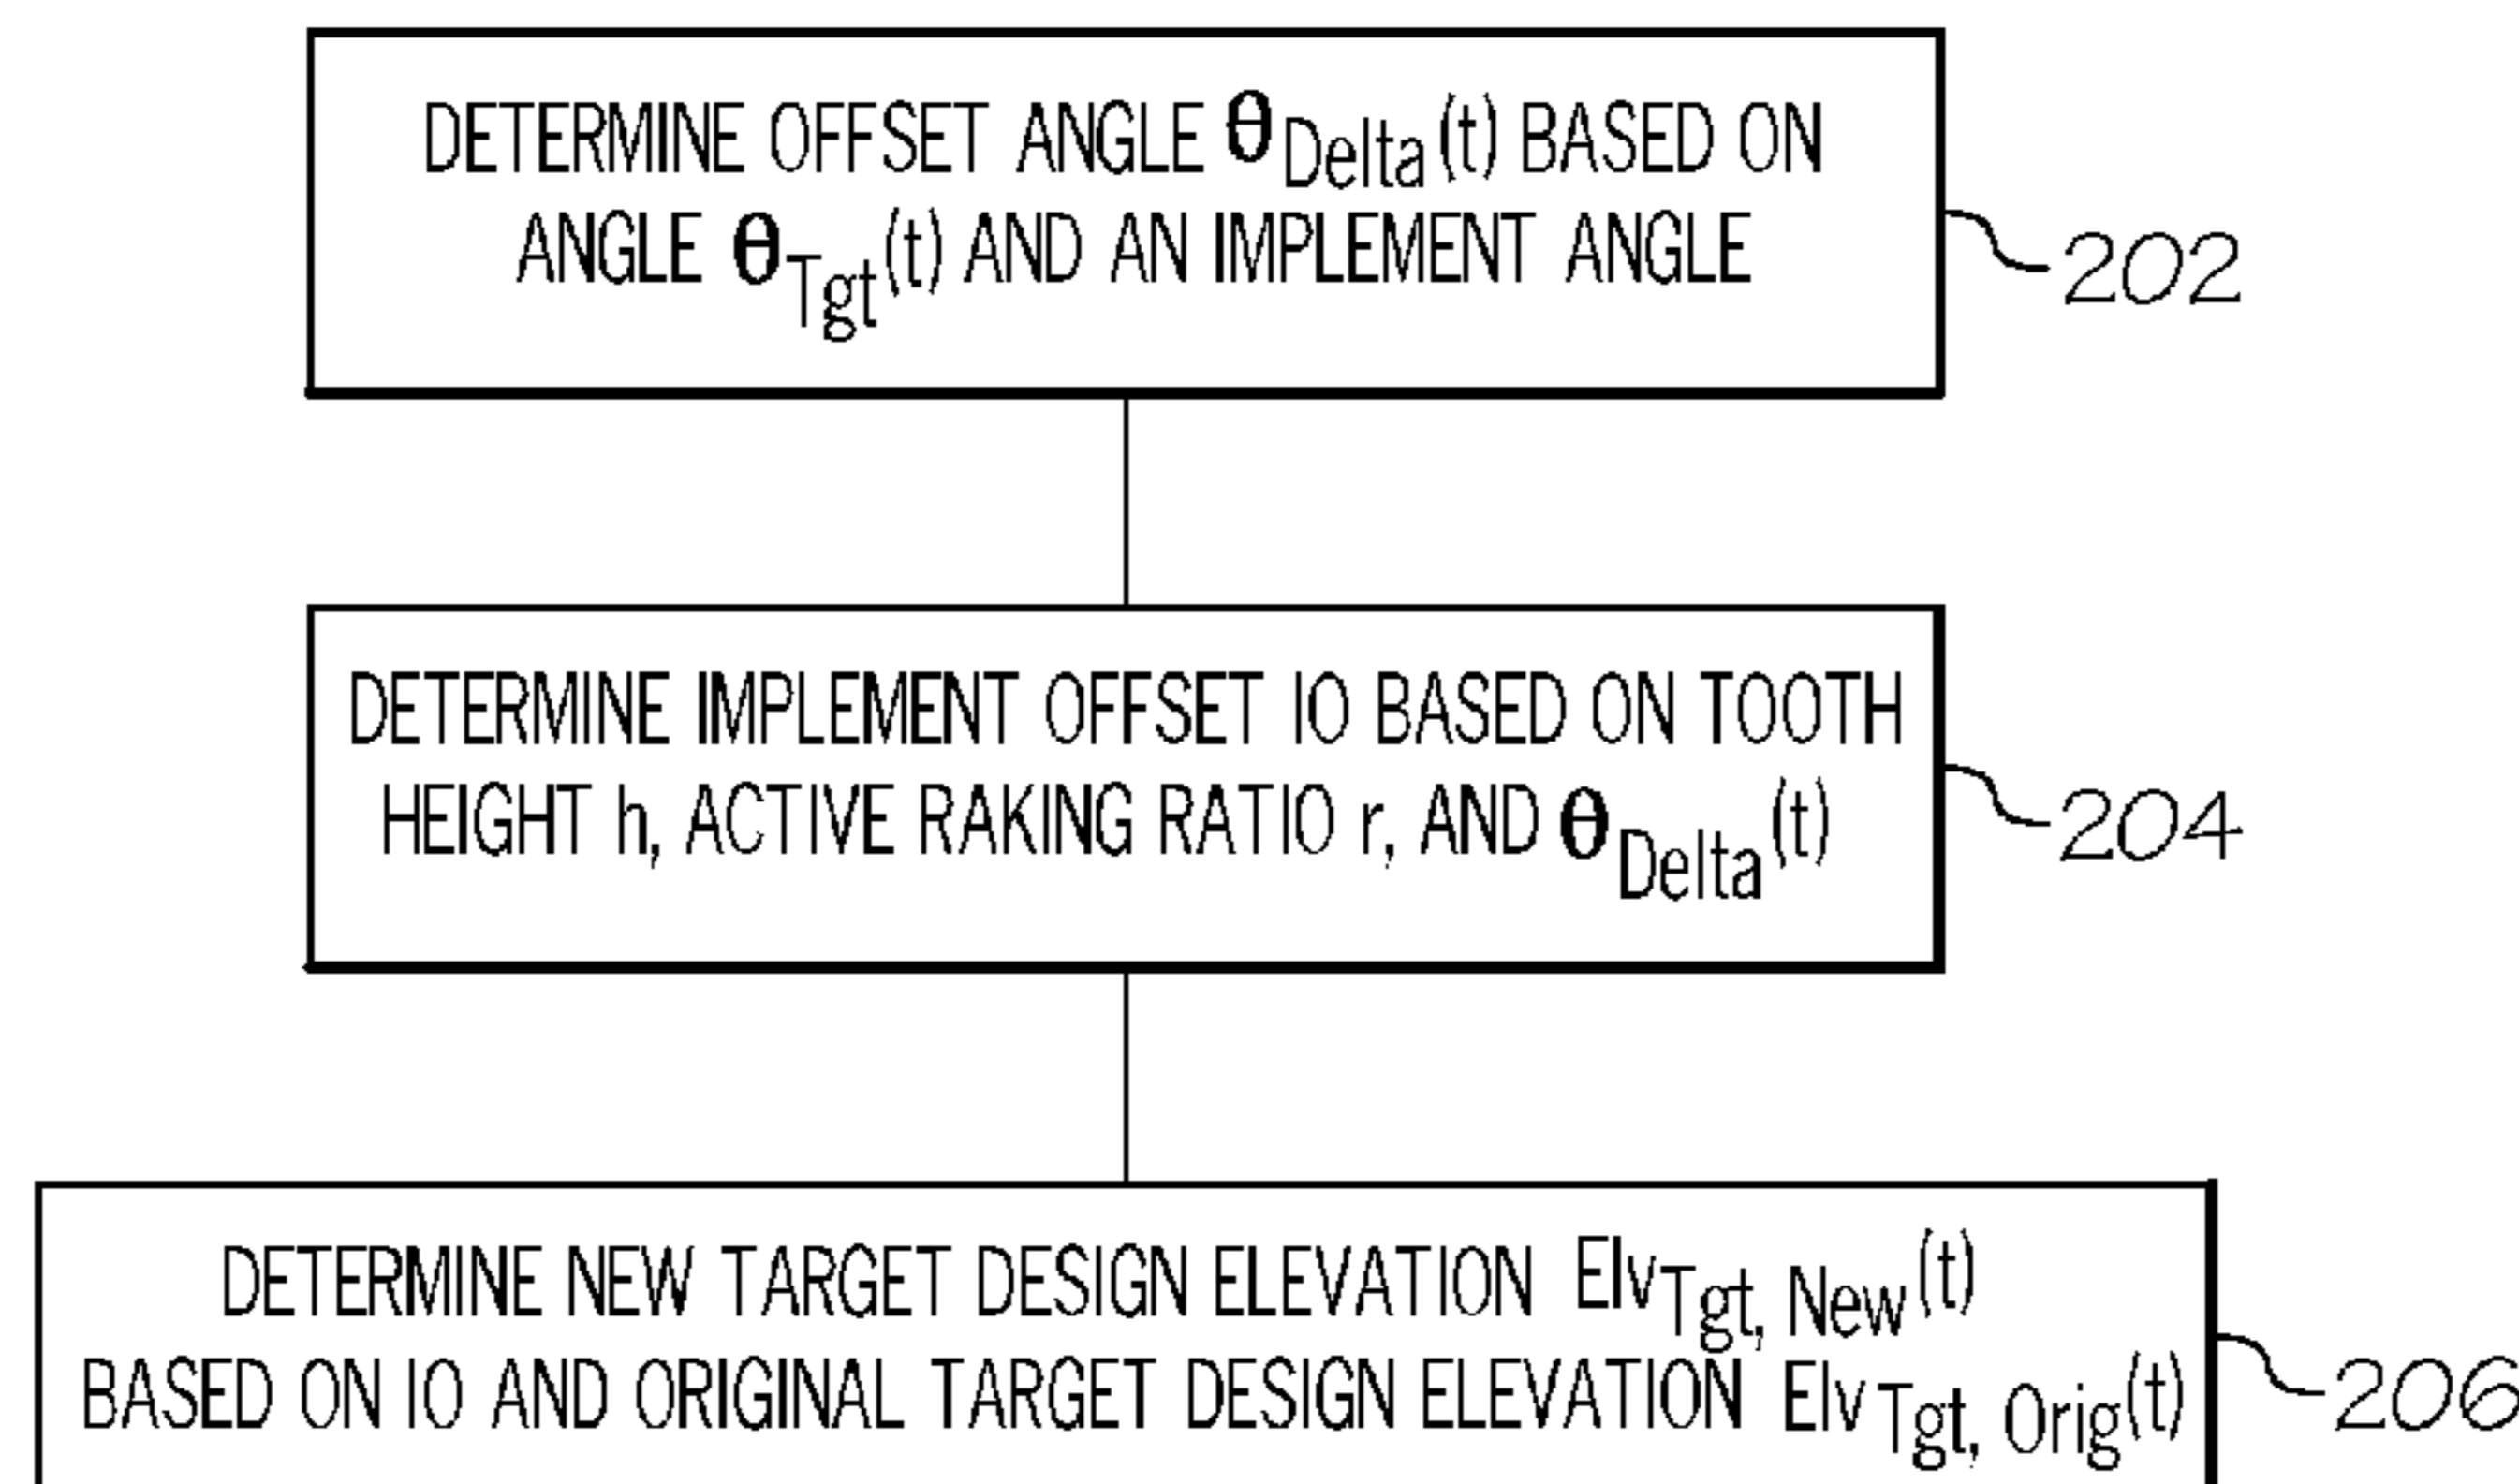 DETERMINE OFFSET ANGLE θDelta(t) BASED ON
ANGLE θTgt(t) AND AN IMPLEMENT ANGLE
202
DETERMINE IMPLEMENT OFFSET IO BASED ON TOOTH
HEIGHT h, ACTIVE RAKING RATIO r, AND θDelta(t)
204
DETERMINE NEW TARGET DESIGN ELEVATION ElvTgt, New(t)
BASED ON IO AND ORIGINAL TARGET DESIGN ELEVATION ElvTgt, Orig(t)
206